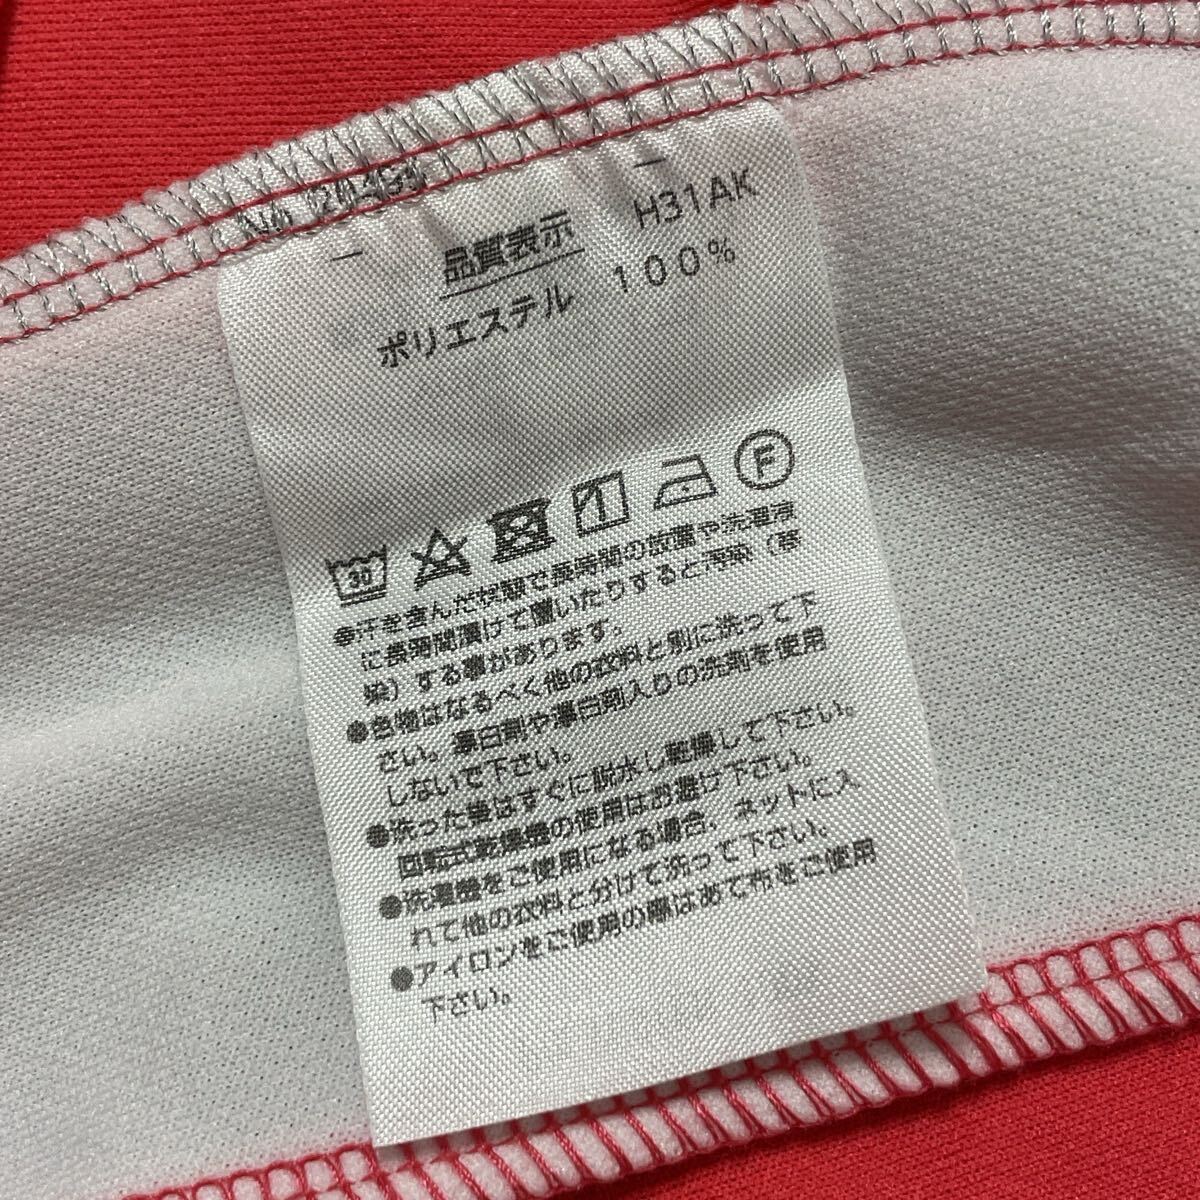 品質表示 H31AK
ポリエステル 100%
30
F
●汗を含んだ状態で長時間の放置や洗濯液
に長時間漬けて置いたりすると汚染(移
染)する事があります。
●色物はなるべく他の衣料と別に洗って下
さい。漂白剤や漂白剤入りの洗剤を使用
しないで下さい。
●洗った後はすぐに脱水し乾燥して下さい。
回転式乾燥機の使用はお避け下さい。
●洗濯機をご使用になる場合、ネットに入
れて他の衣料と分けて洗って下さい。
●アイロンをご使用の際はあて布をご使用
下さい。